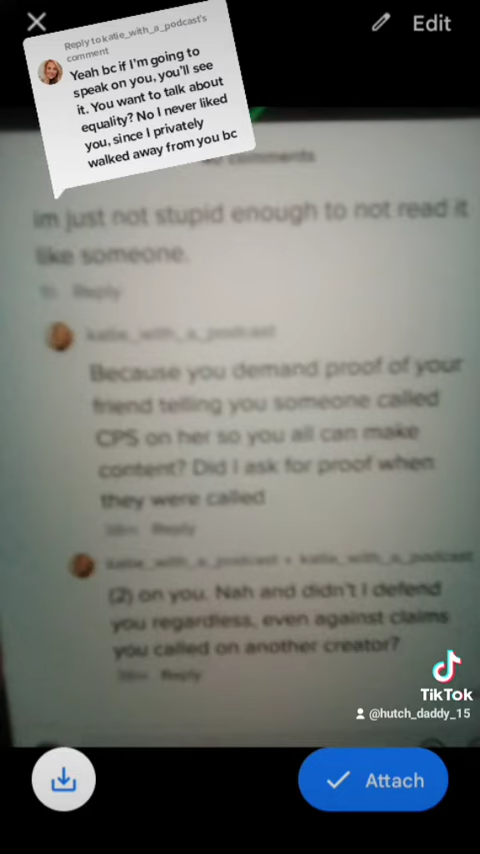 Edit
Reply to katie_with_a_podcast's
comment
Yeah bc if I'm going to
speak on you, you'll see
it. You want to talk about
equality? No I never liked
you, since I privately
walked away from you bc
comments
im just not stupid enough to not read it
like someone.
Reply
katie_with_a_podcast
Because you demand proof of your
friend telling you someone called
CPS on her so you all can make
content? Did I ask for proof when
they were called
Reply
katie_with_a_podcast • katie_with_a_podcast
(2) on you. Nah and didn't I defend
you regardless, even against claims
you called on another creator?
Reply
TikTok
@hutch_daddy_15
Attach